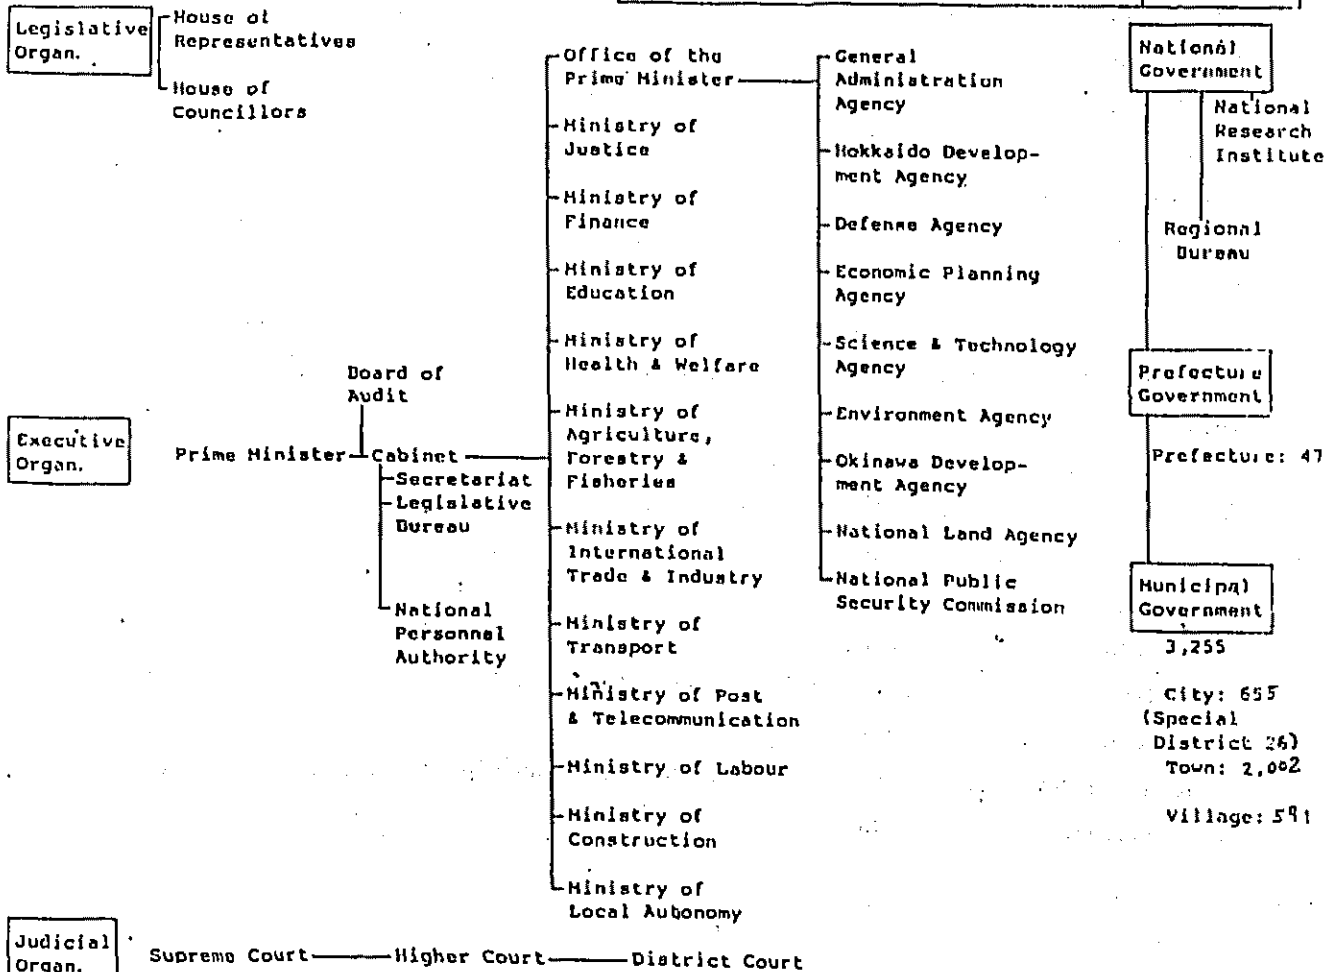 Legislative
Organ.
House of
Representatives
House of
Councillors
Executive
Organ.
Prime Minister
Board of
Audit
Cabinet
Secretariat
Legislative
Bureau
National
Personnel
Authority
Office of the
Prime Minister
Ministry of
Justice
Ministry of
Finance
Ministry of
Education
Ministry of
Health & Welfare
Ministry of
Agriculture,
Forestry &
Fisheries
Ministry of
International
Trade & Industry
Ministry of
Transport
Ministry of Post
& Telecommunication
Ministry of Labour
Ministry of
Construction
Ministry of
Local Autonomy
General
Administration
Agency
Hokkaido Develop-
ment Agency
Defense Agency
Economic Planning
Agency
Science & Technology
Agency
Environment Agency
Okinawa Develop-
ment Agency
National Land Agency
National Public
Security Commission
National
Government
National
Research
Institute
Regional
Bureau
Prefecture
Government
Prefecture: 47
Municipal
Government
3,255
City: 655
(Special
District 26)
Town: 2,002
Village: 591
Judicial
Organ.
Supreme Court
Higher Court
District Court